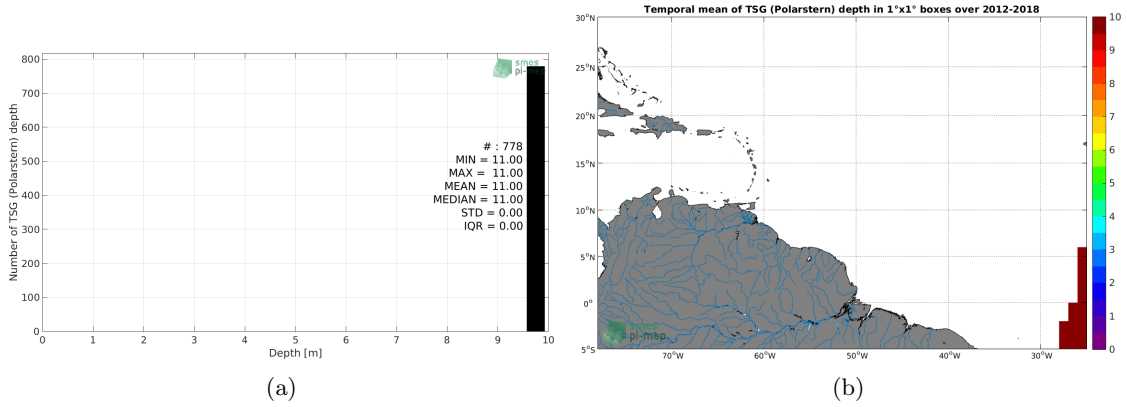 800
700
600
500
400
300
200
100
0
Number of TSG (Polarstern) depth
smos
pi-mep
# : 778
MIN = 11.00
MAX = 11.00
MEAN = 11.00
MEDIAN = 11.00
STD = 0.00
IQR = 0.00
0 1 2 3 4 5 6 7 8 9 10
Depth [m]
(a)
Temporal mean of TSG (Polarstern) depth in 1°x1° boxes over 2012-2018
30°N
25°N
20°N
15°N
10°N
5°N
0°
5°S
smos
pi-mep
70°W 60°W 50°W 40°W 30°W
10
9
8
7
6
5
4
3
2
1
0
(b)